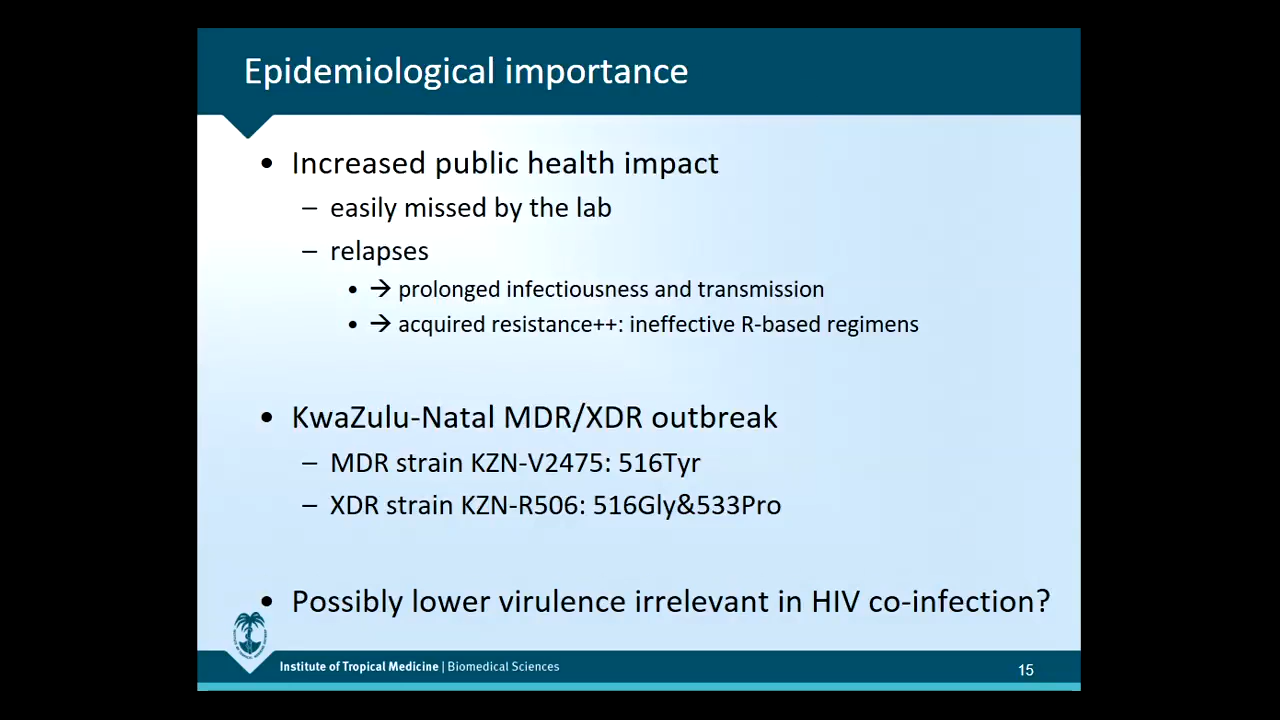 Epidemiological importance
• Increased public health impact
– easily missed by the lab
– relapses
• → prolonged infectiousness and transmission
• → acquired resistance++: ineffective R-based regimens
• KwaZulu-Natal MDR/XDR outbreak
– MDR strain KZN-V2475: 516Tyr
– XDR strain KZN-R506: 516Gly&533Pro
• Possibly lower virulence irrelevant in HIV co-infection?
Institute of Tropical Medicine | Biomedical Sciences
15